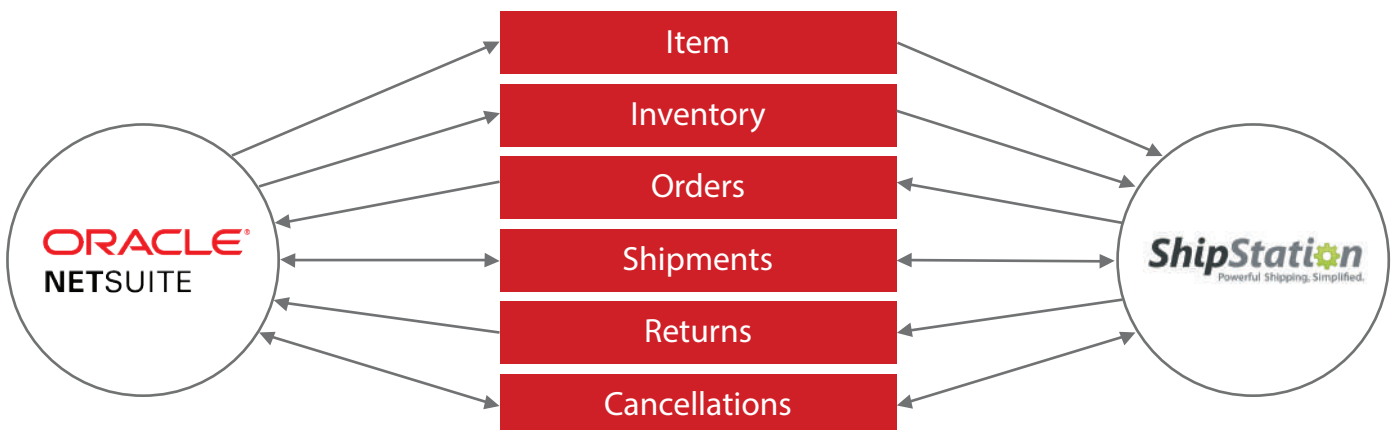 Item
Inventory
Orders
Shipments
Returns
Cancellations
ORACLE®
NETSUITE
ShipStation
Powerful Shipping, Simplified.